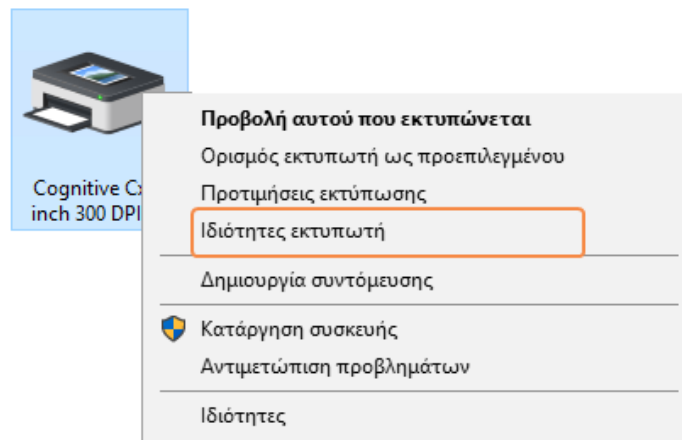 Cognitive Cx
inch 300 DPI
Προβολή αυτού που εκτυπώνεται
Ορισμός εκτυπωτή ως προεπιλεγμένου
Προτιμήσεις εκτύπωσης
Ιδιότητες εκτυπωτή
Δημιουργία συντόμευσης
Κατάργηση συσκευής
Αντιμετώπιση προβλημάτων
Ιδιότητες